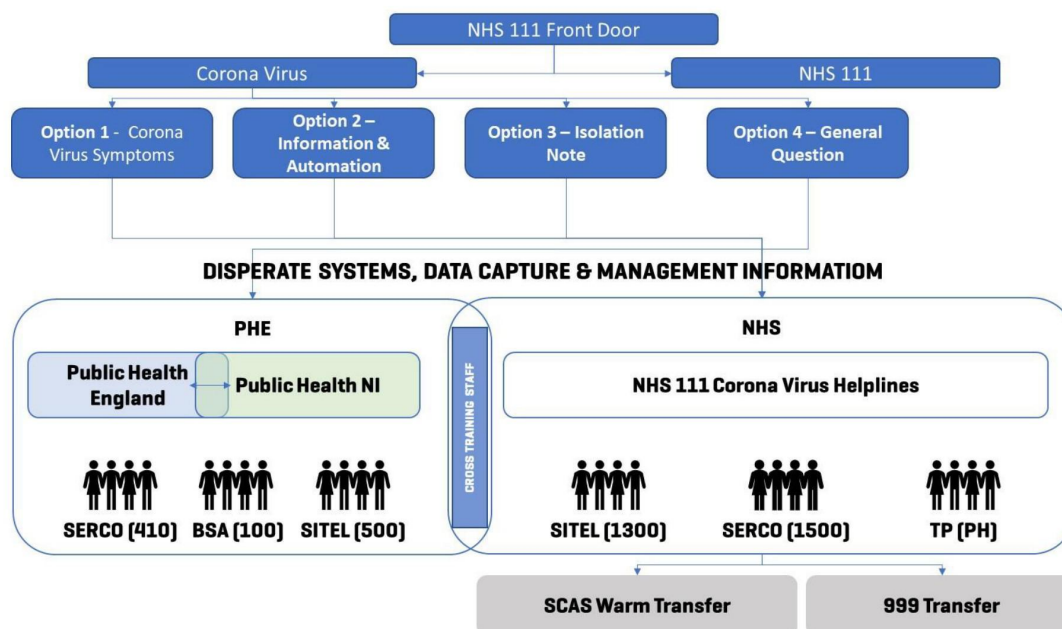 NHS 111 Front Door
Corona Virus
NHS 111
Option 1 -  Corona
Virus Symptoms
Option 2 –
Information &
Automation
Option 3 – Isolation
Note
Option 4 – General
Question
DISPERATE SYSTEMS, DATA CAPTURE & MANAGEMENT INFORMATIOM
PHE
Public Health
England
Public Health NI
SERCO (410)
BSA (100)
SITEL (500)
CROSS TRAINING STAFF
NHS
NHS 111 Corona Virus Helplines
SITEL (1300)
SERCO (1500)
TP (PH)
SCAS Warm Transfer
999 Transfer